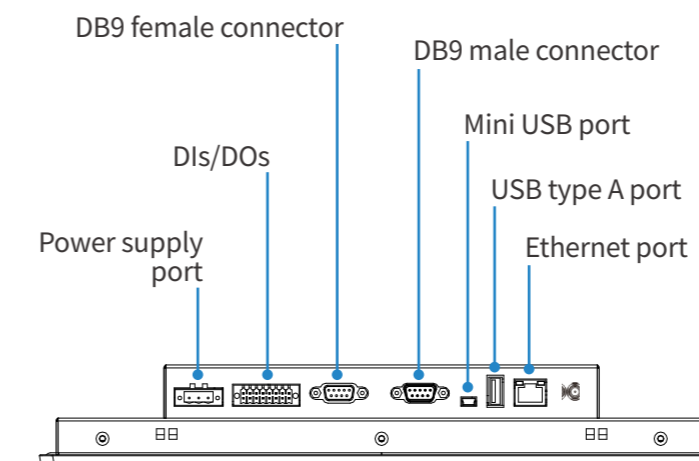 DB9 female connector
DB9 male connector
Mini USB port
DIs/DOs
USB type A port
Power supply
port
Ethernet port